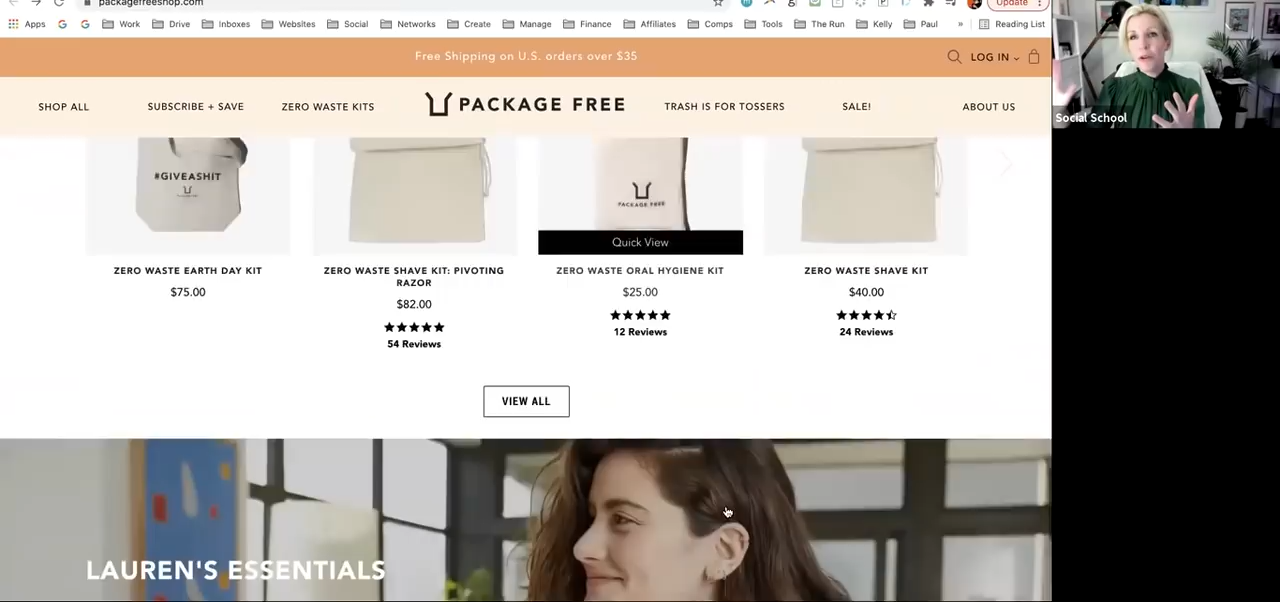 packagefreeshop.com
Update
Apps
Work
Drive
Inboxes
Websites
Social
Networks
Create
Manage
Finance
Affiliates
Comps
Tools
The Run
Kelly
Paul
»
Reading List
Free Shipping on U.S. orders over $35
LOG IN
SHOP ALL
SUBSCRIBE + SAVE
ZERO WASTE KITS
PACKAGE FREE
TRASH IS FOR TOSSERS
SALE!
ABOUT US
Social School
#GIVEASHIT
PACKAGE FREE
Quick View
ZERO WASTE EARTH DAY KIT
$75.00
ZERO WASTE SHAVE KIT: PIVOTING
RAZOR
$82.00
54 Reviews
ZERO WASTE ORAL HYGIENE KIT
$25.00
12 Reviews
ZERO WASTE SHAVE KIT
$40.00
24 Reviews
VIEW ALL
LAUREN'S ESSENTIALS